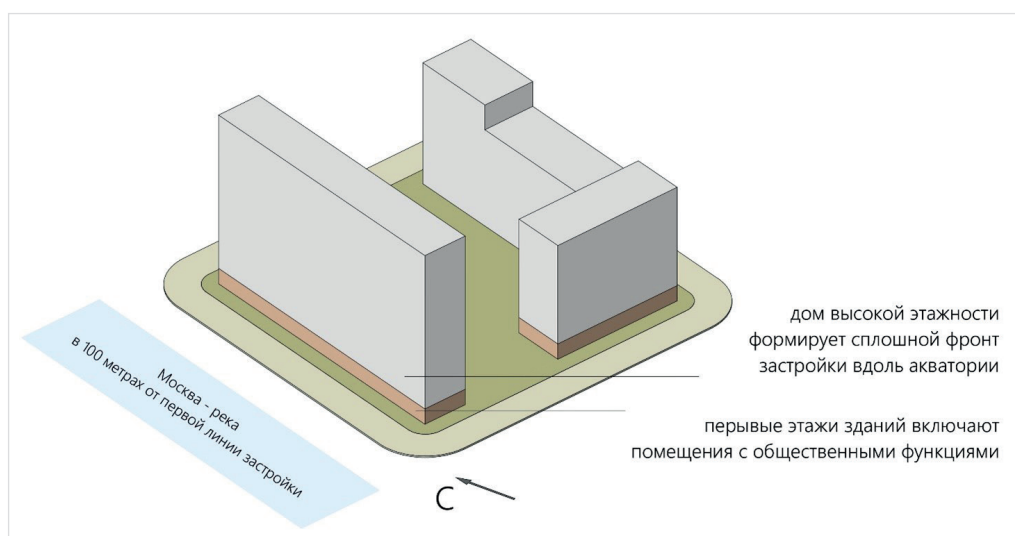 дом высокой этажности
формирует сплошной фронт
застройки вдоль акватории
перывые этажи зданий включают
помещения с общественными функциями
Москва - река
в 100 метрах от первой линии застройки
С